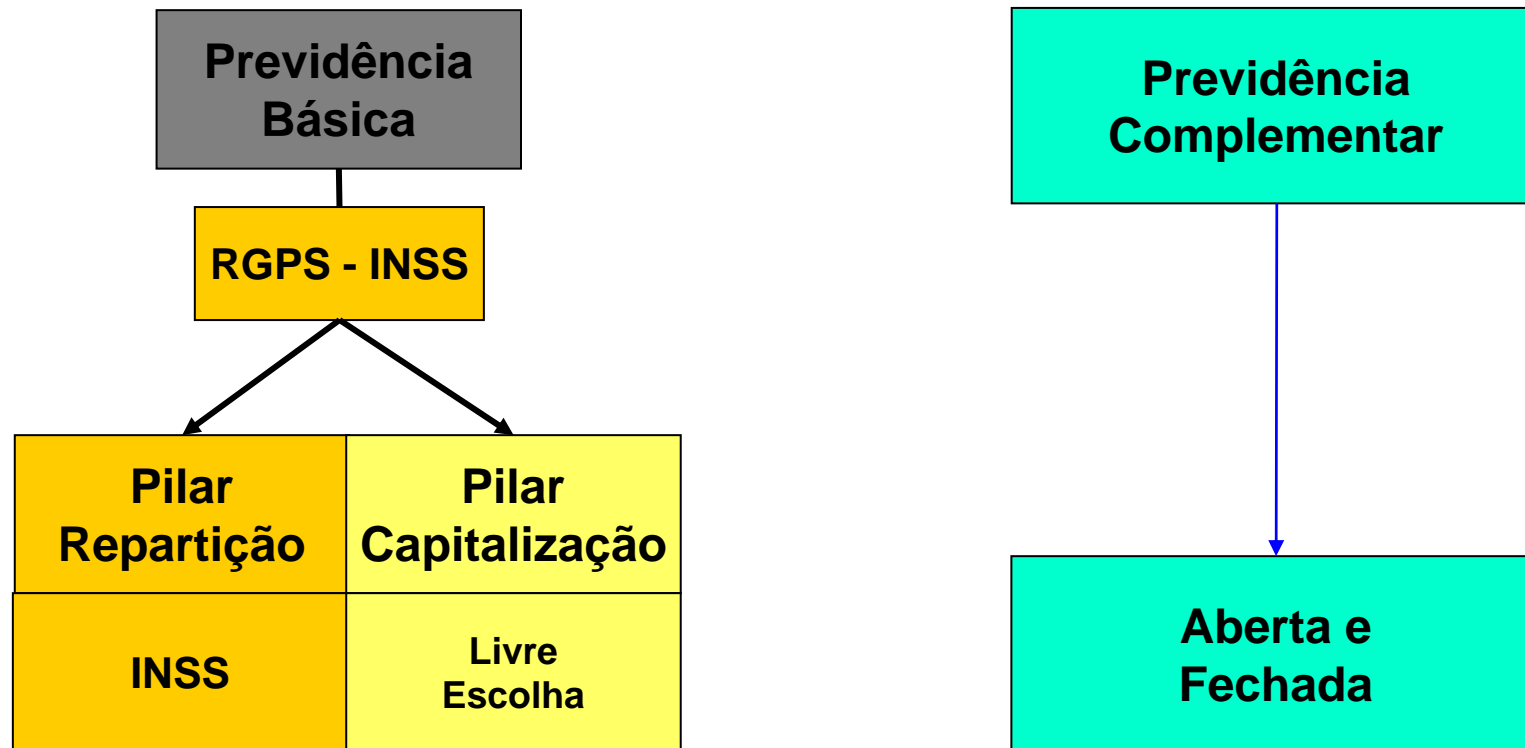 Previdência
Básica
Previdência
Complementar
RGPS - INSS
Pilar
Repartição
Pilar
Capitalização
INSS
Livre
Escolha
Aberta e
Fechada